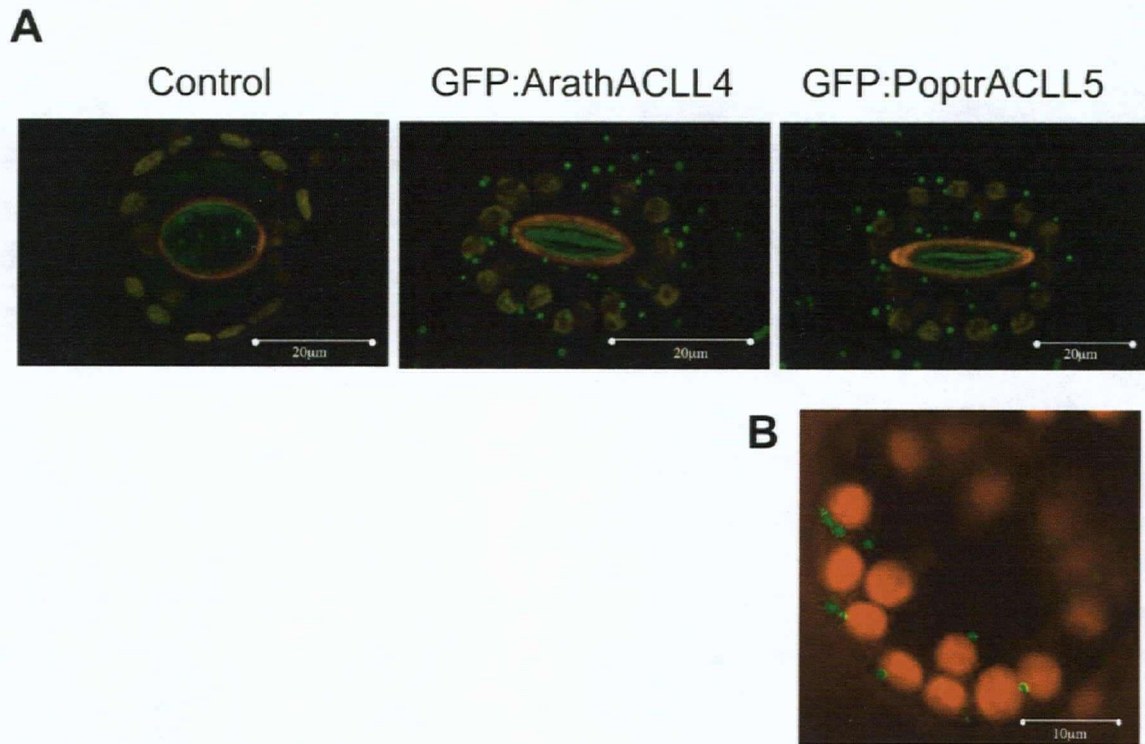 A
Control GFP:ArathACLL4 GFP:PoptrACLL5
20µm 20µm 20µm
B
10µm